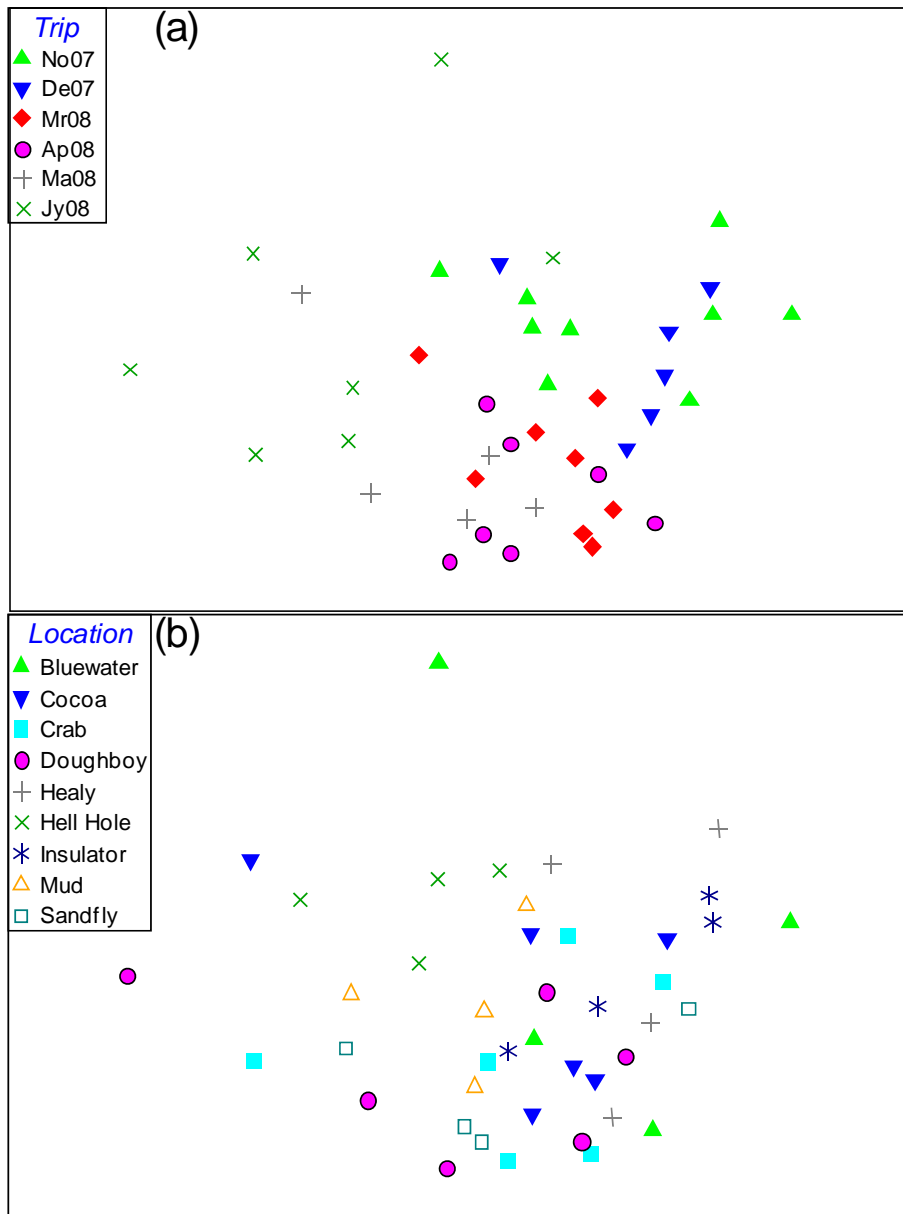 (a)
Trip
No07
De07
Mr08
Ap08
Ma08
Jy08
(b)
Location
Bluewater
Cocoa
Crab
Doughboy
Healy
Hell Hole
Insulator
Mud
Sandfly